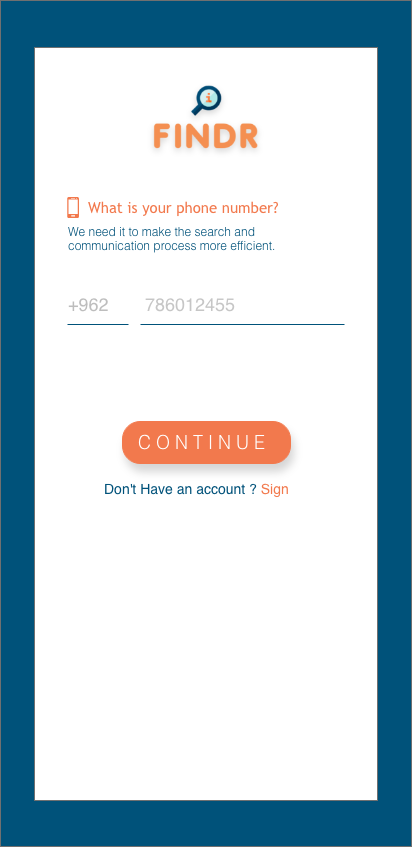 FINDR
What is your phone number?
We need it to make the search and
communication process more efficient.
+962 786012455
CONTINUE
Don't Have an account ? Sign